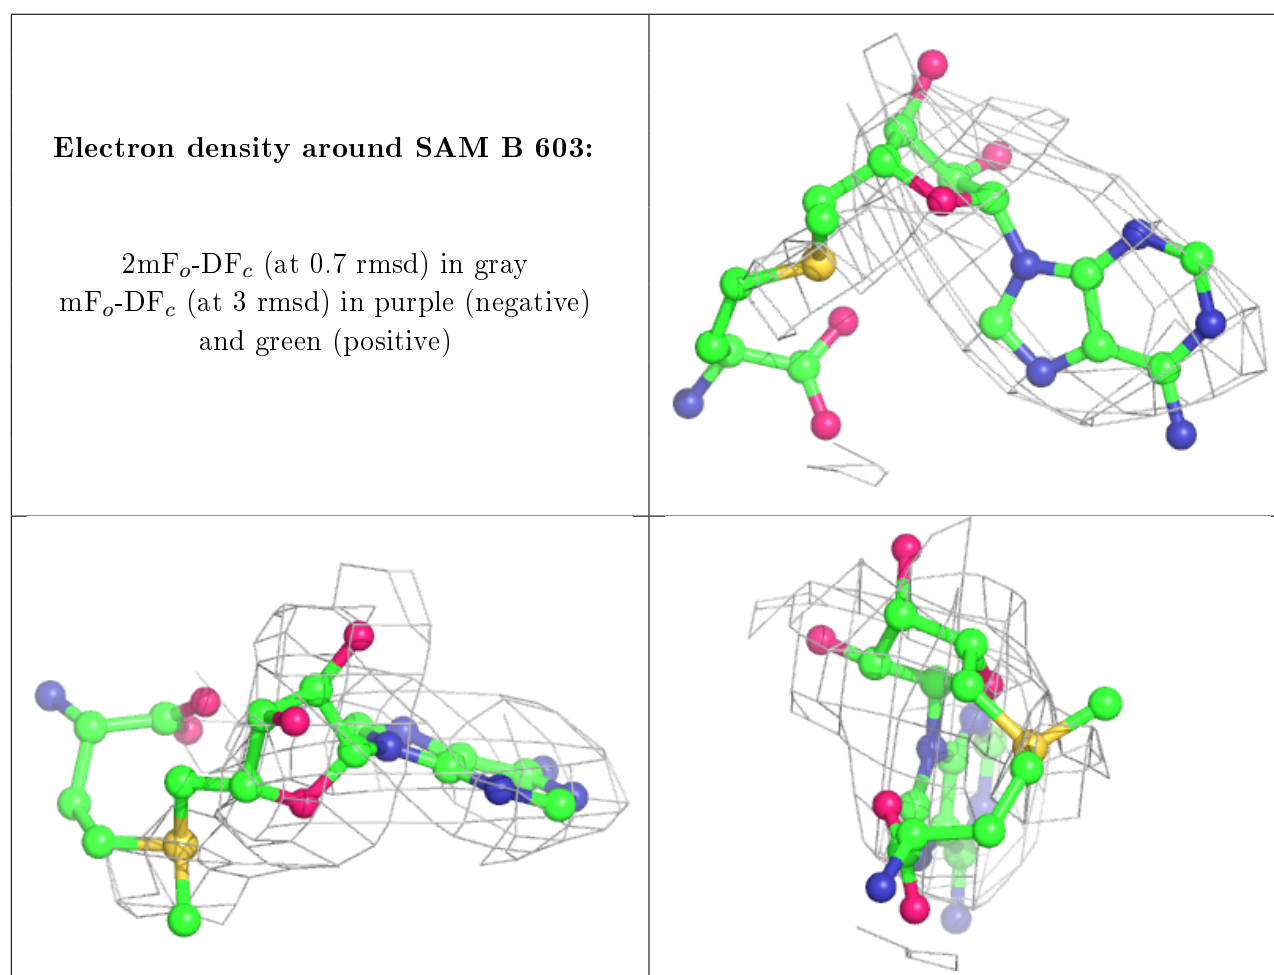 Electron density around SAM B 603:
2mFo-DFc (at 0.7 rmsd) in gray
mFo-DFc (at 3 rmsd) in purple (negative)
and green (positive)